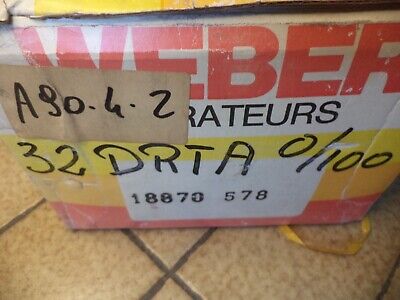 WEBER
A90.4.2
RATEURS
32 DRTA 0/100
18870 578